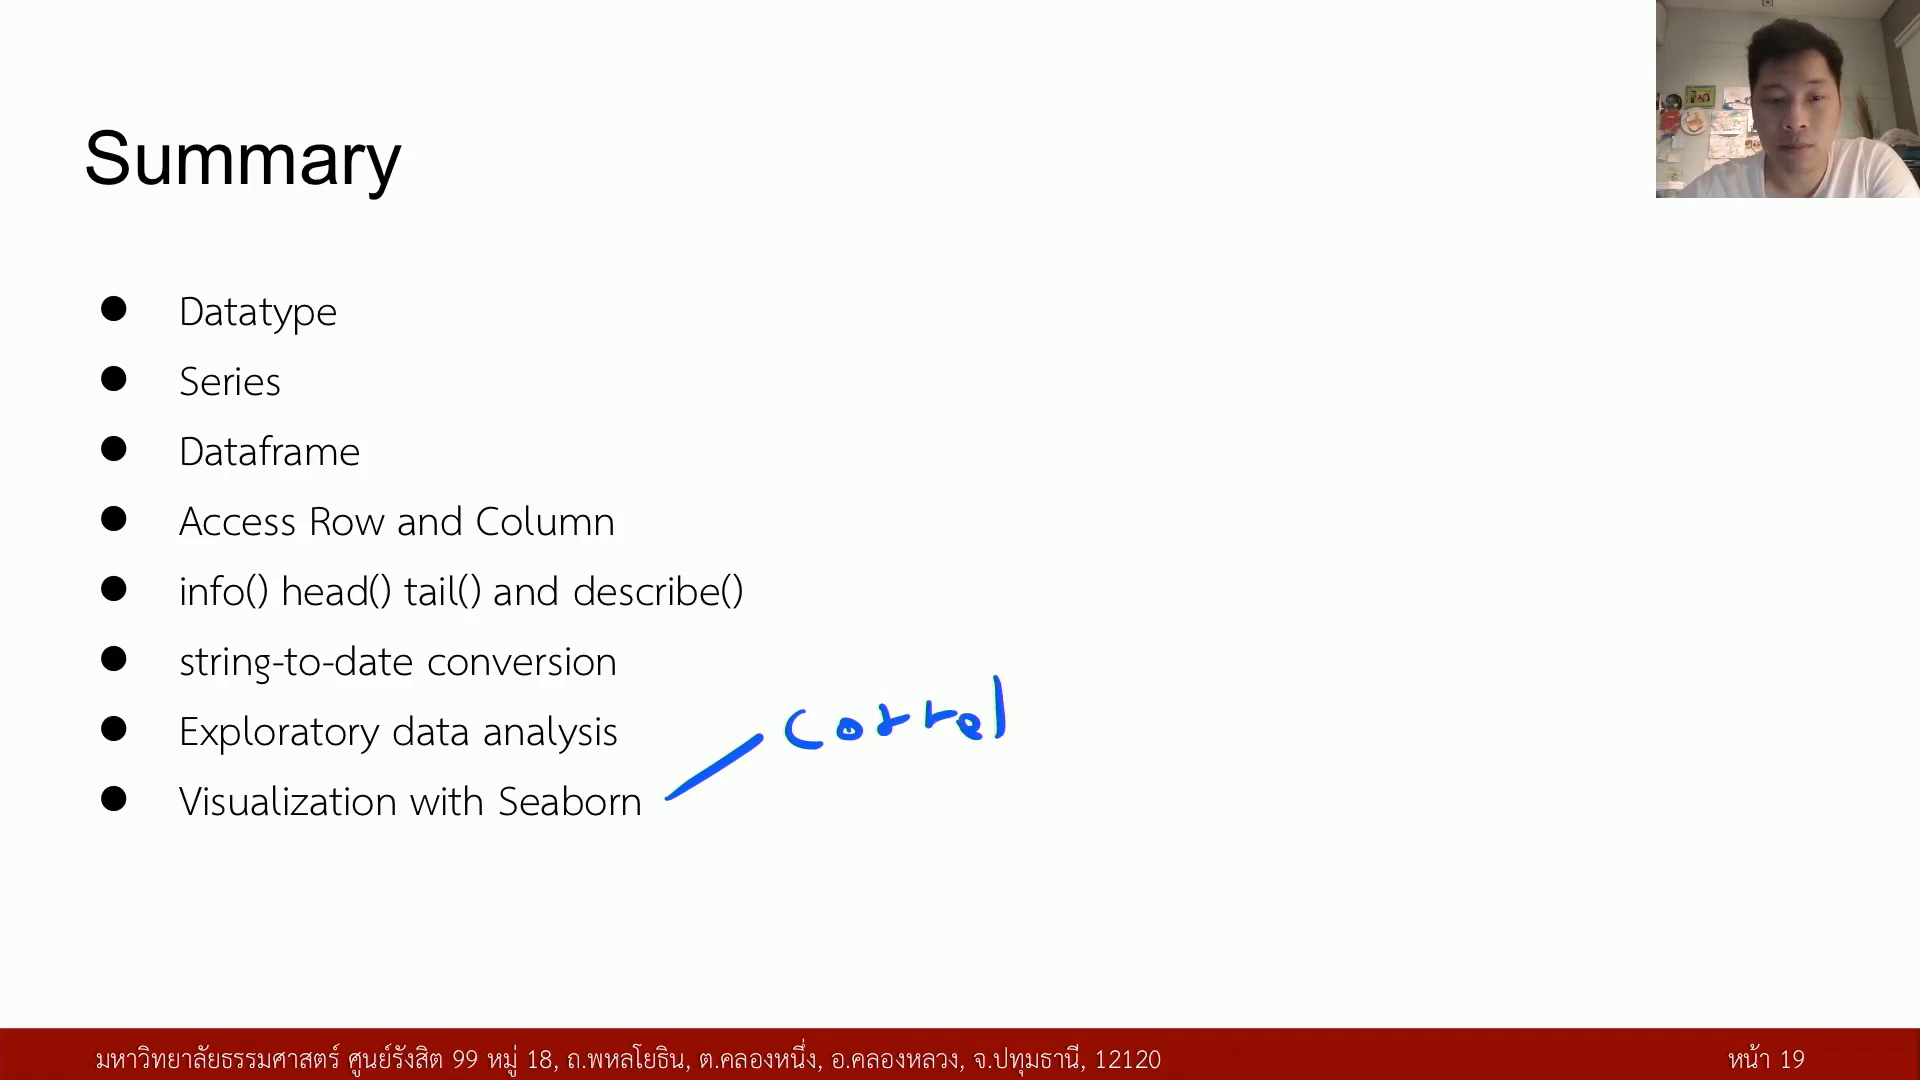 Summary
Datatype
Series
Dataframe
Access Row and Column
info() head() tail() and describe()
string-to-date conversion
Exploratory data analysis
Correl
Visualization with Seaborn
มหาวิทยาลัยธรรมศาสตร์ ศูนย์รังสิต 99 หมู่ 18, ถ.พหลโยธิน, ต.คลองหนึ่ง, อ.คลองหลวง, จ.ปทุมธานี, 12120
หน้า 19